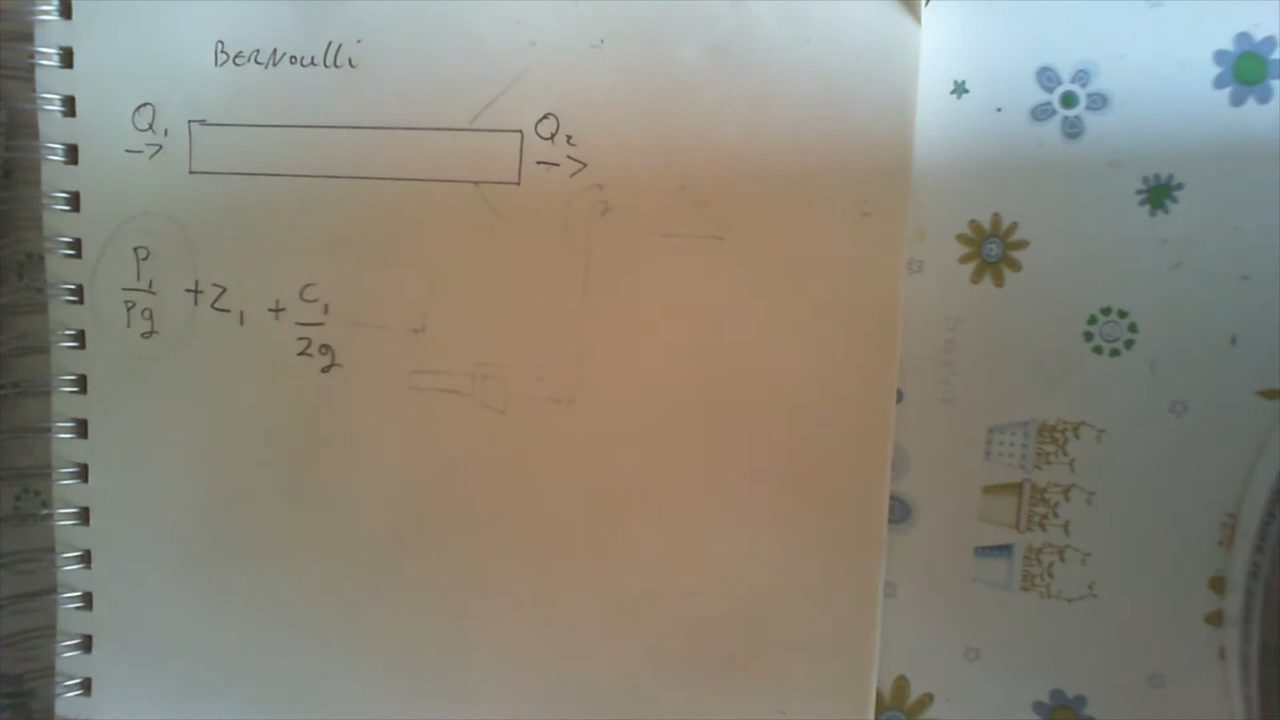 BERNoulli
Q₁ Q₂
-> ->
P₁/ρg + Z₁ + C₁/2g